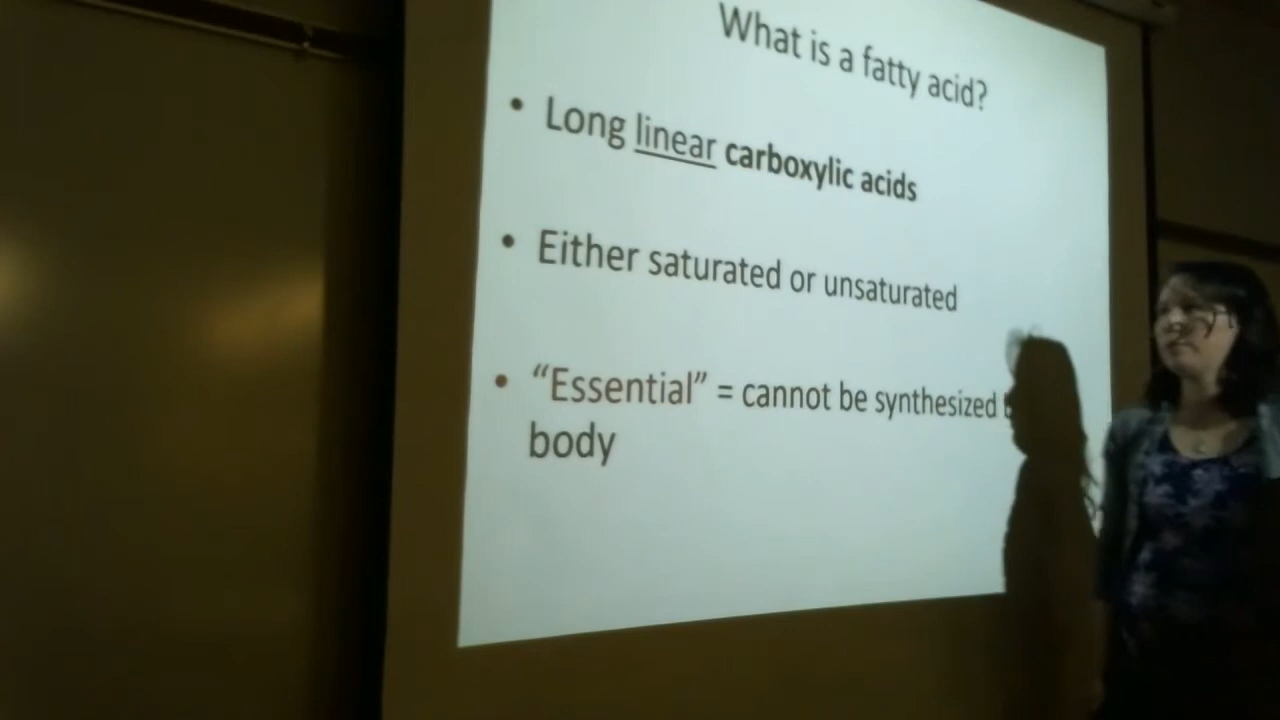 What is a fatty acid?
• Long linear carboxylic acids
• Either saturated or unsaturated
• “Essential” = cannot be synthesized
body